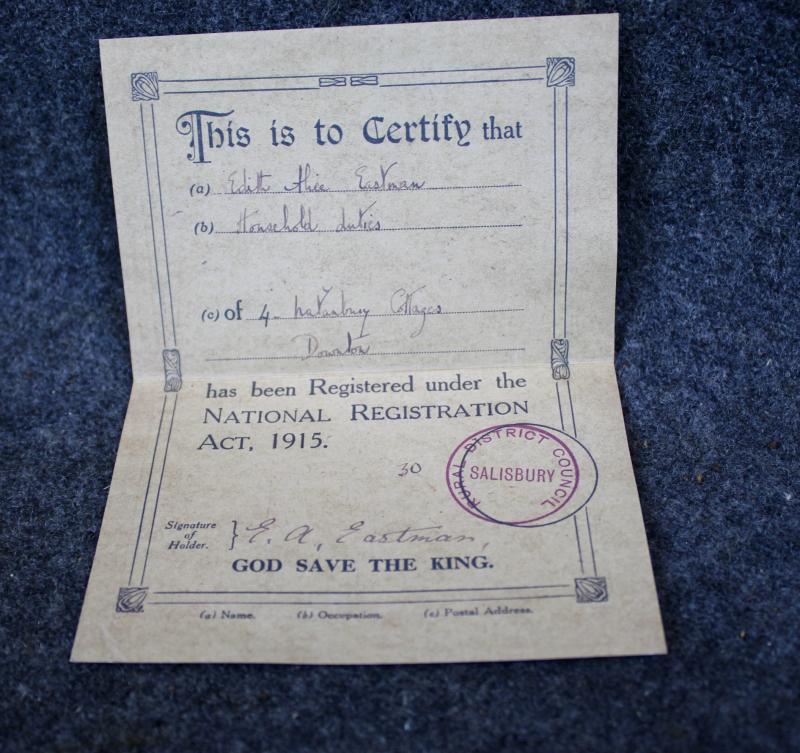 This is to Certify that
(a) Edith Alice Eastman
(b) Household duties
(c) of 4 Cottages
Downton
has been Registered under the
NATIONAL REGISTRATION
ACT, 1915.
30
RURAL DISTRICT COUNCIL
SALISBURY
Signature
of
Holder.
} E. A. Eastman,
GOD SAVE THE KING.
(a) Name. (b) Occupation. (c) Postal Address.